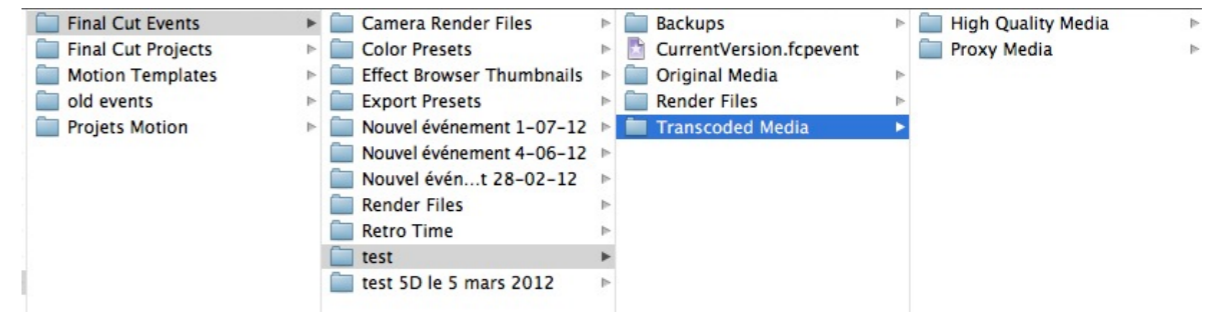 Final Cut Events
Final Cut Projects
Motion Templates
old events
Projets Motion
Camera Render Files
Color Presets
Effect Browser Thumbnails
Export Presets
Nouvel événement 1-07-12
Nouvel événement 4-06-12
Nouvel évén...t 28-02-12
Render Files
Retro Time
test
test 5D le 5 mars 2012
Backups
CurrentVersion.fcpevent
Original Media
Render Files
Transcoded Media
High Quality Media
Proxy Media